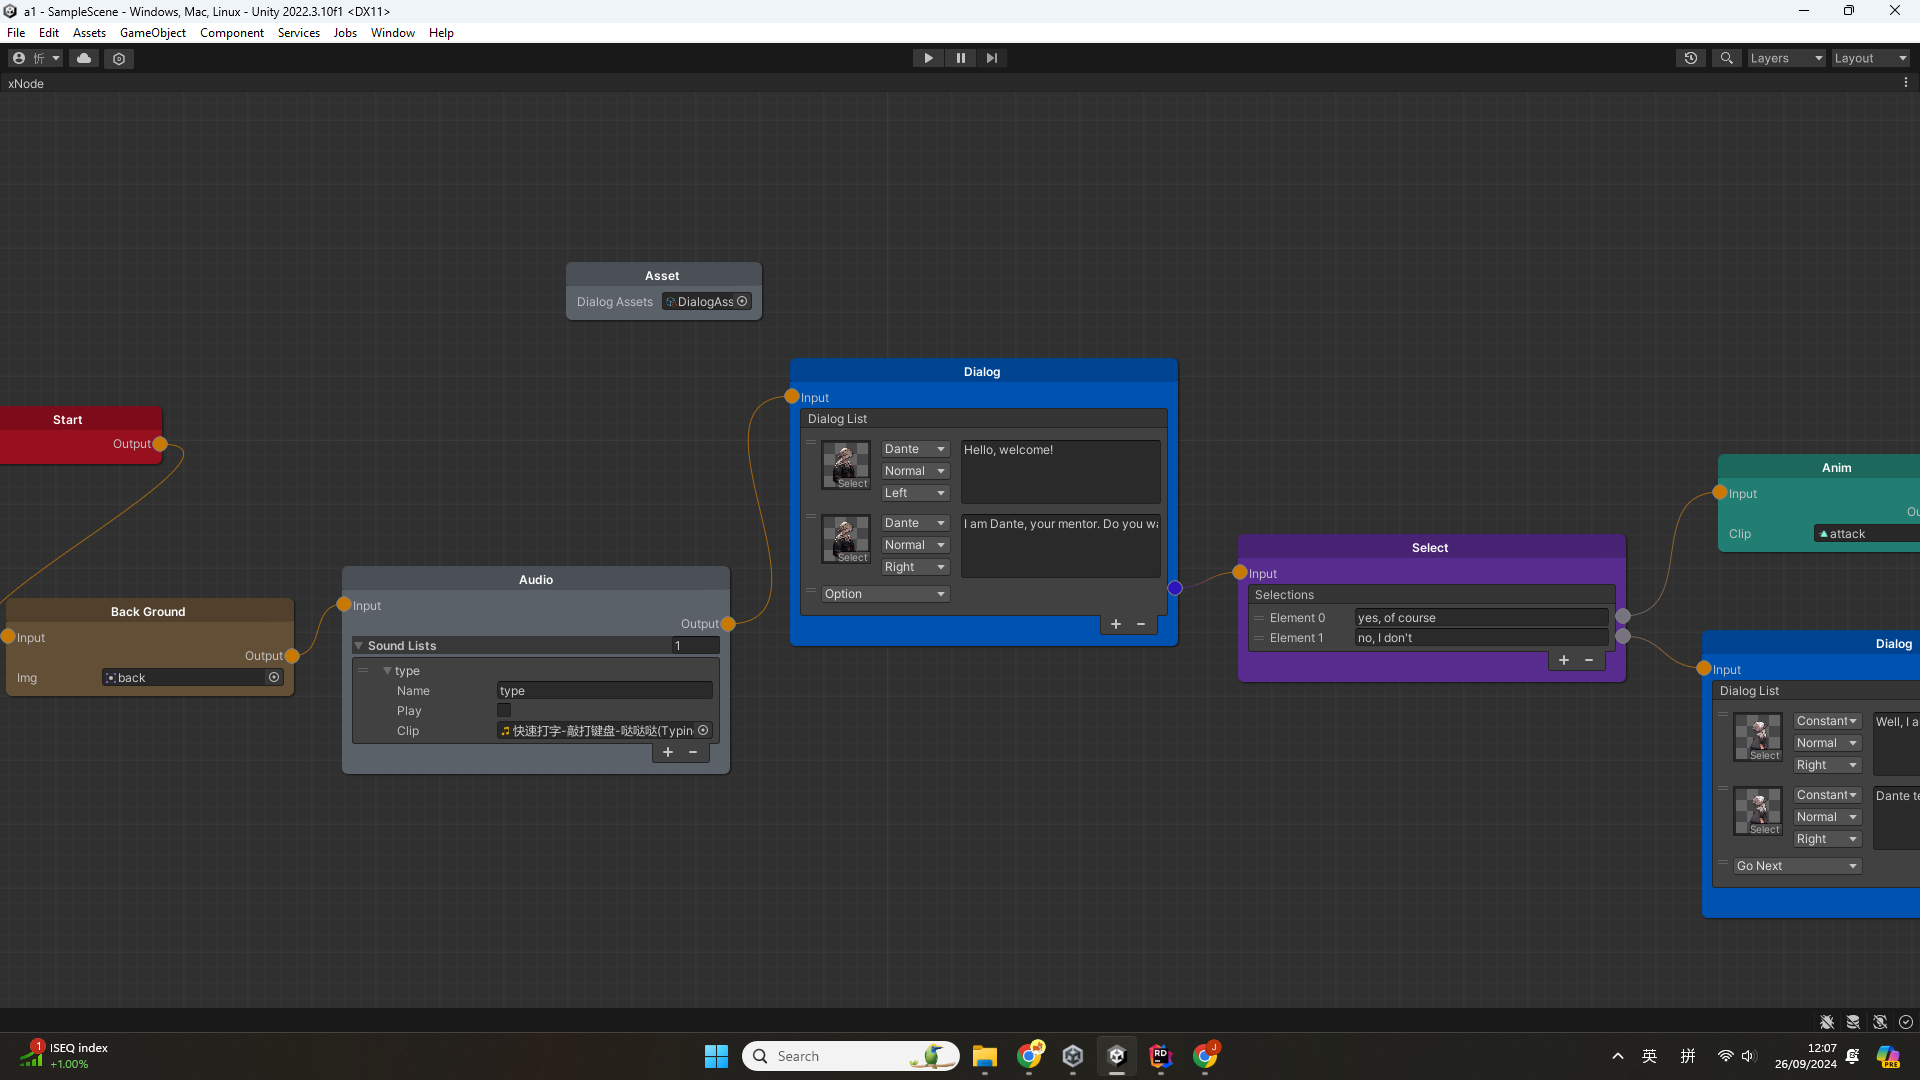 a1 - SampleScene - Windows, Mac, Linux - Unity 2022.3.10f1 <DX11>
File Edit Assets GameObject Component Services Jobs Window Help
忻
Layers
Layout
xNode
Asset
Dialog Assets DialogAss
Start
Output
Back Ground
Input
Output
Img back
Audio
Input
Output
Sound Lists 1
type
Name type
Play
Clip 快速打字-敲打键盘-哒哒哒(Typin
Dialog
Input
Dialog List
Select
Dante
Normal
Left
Hello, welcome!
Select
Dante
Normal
Right
I am Dante, your mentor. Do you wa
Option
Select
Input
Selections
Element 0 yes, of course
Element 1 no, I don't
Anim
Input
Ou
Clip attack
Dialog
Input
Dialog List
Select
Constant
Normal
Right
Well, I a
Select
Constant
Normal
Right
Dante te
Go Next
1
ISEQ index
+1.00%
Search
RD
J
英
拼
12:07
26/09/2024
PRE